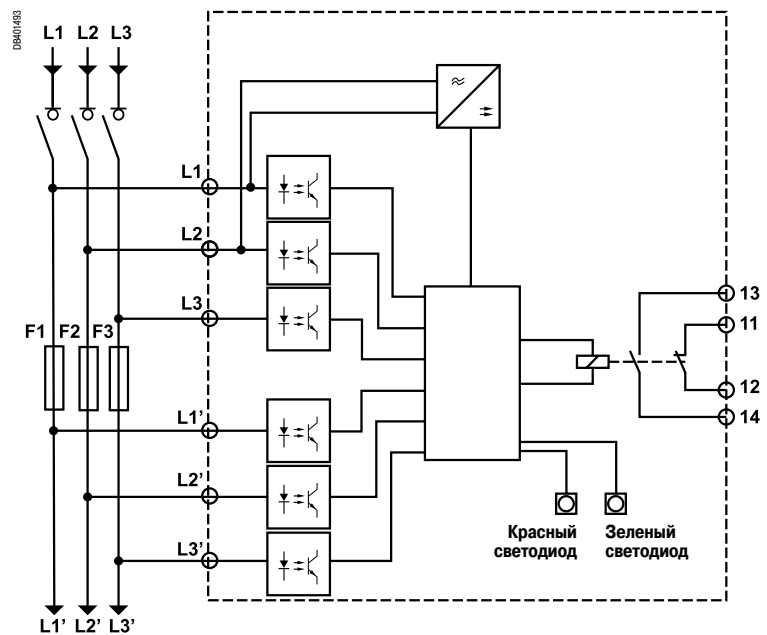 DB401493
L1 L2 L3
L1
L2
L3
F1 F2 F3
13
11
12
14
L1’
L2’
L3’
Красный
светодиод
Зеленый
светодиод
L1’ L2’ L3’